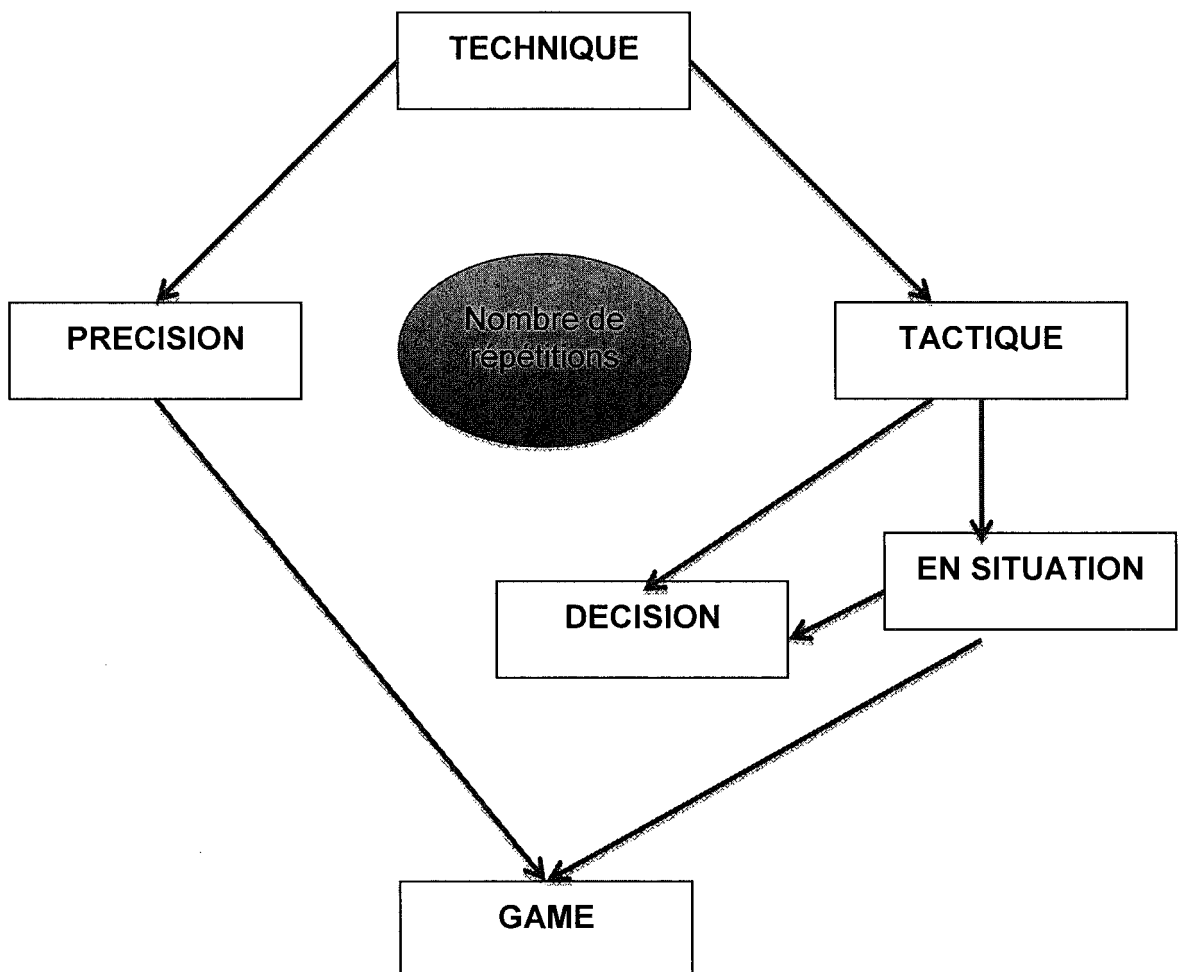 TECHNIQUE
Nombre de
répétitions
PRECISION
TACTIQUE
EN SITUATION
DECISION
GAME